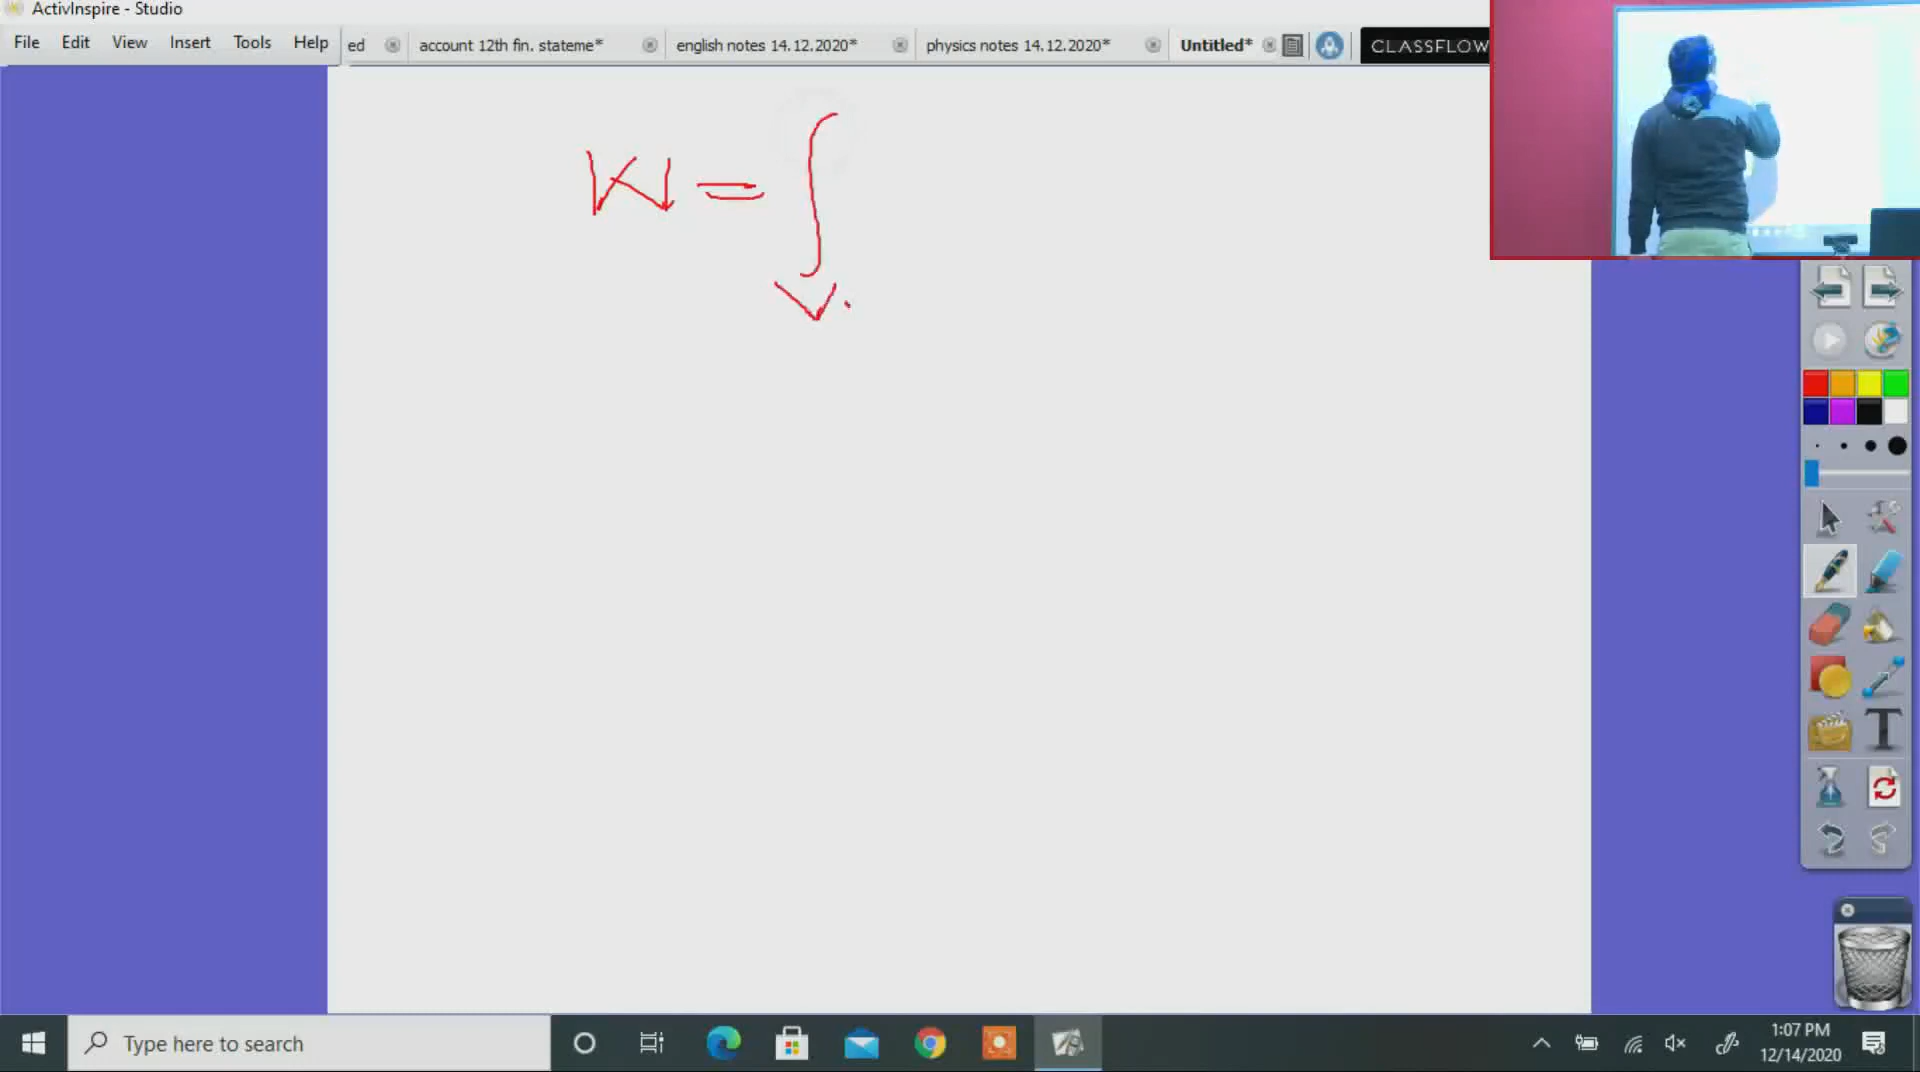 ActivInspire - Studio
File Edit View Insert Tools Help ed account 12th fin. stateme* english notes 14.12.2020* physics notes 14.12.2020* Untitled* CLASSFLOW
W = ∫
V.
T
Type here to search
1:07 PM
12/14/2020